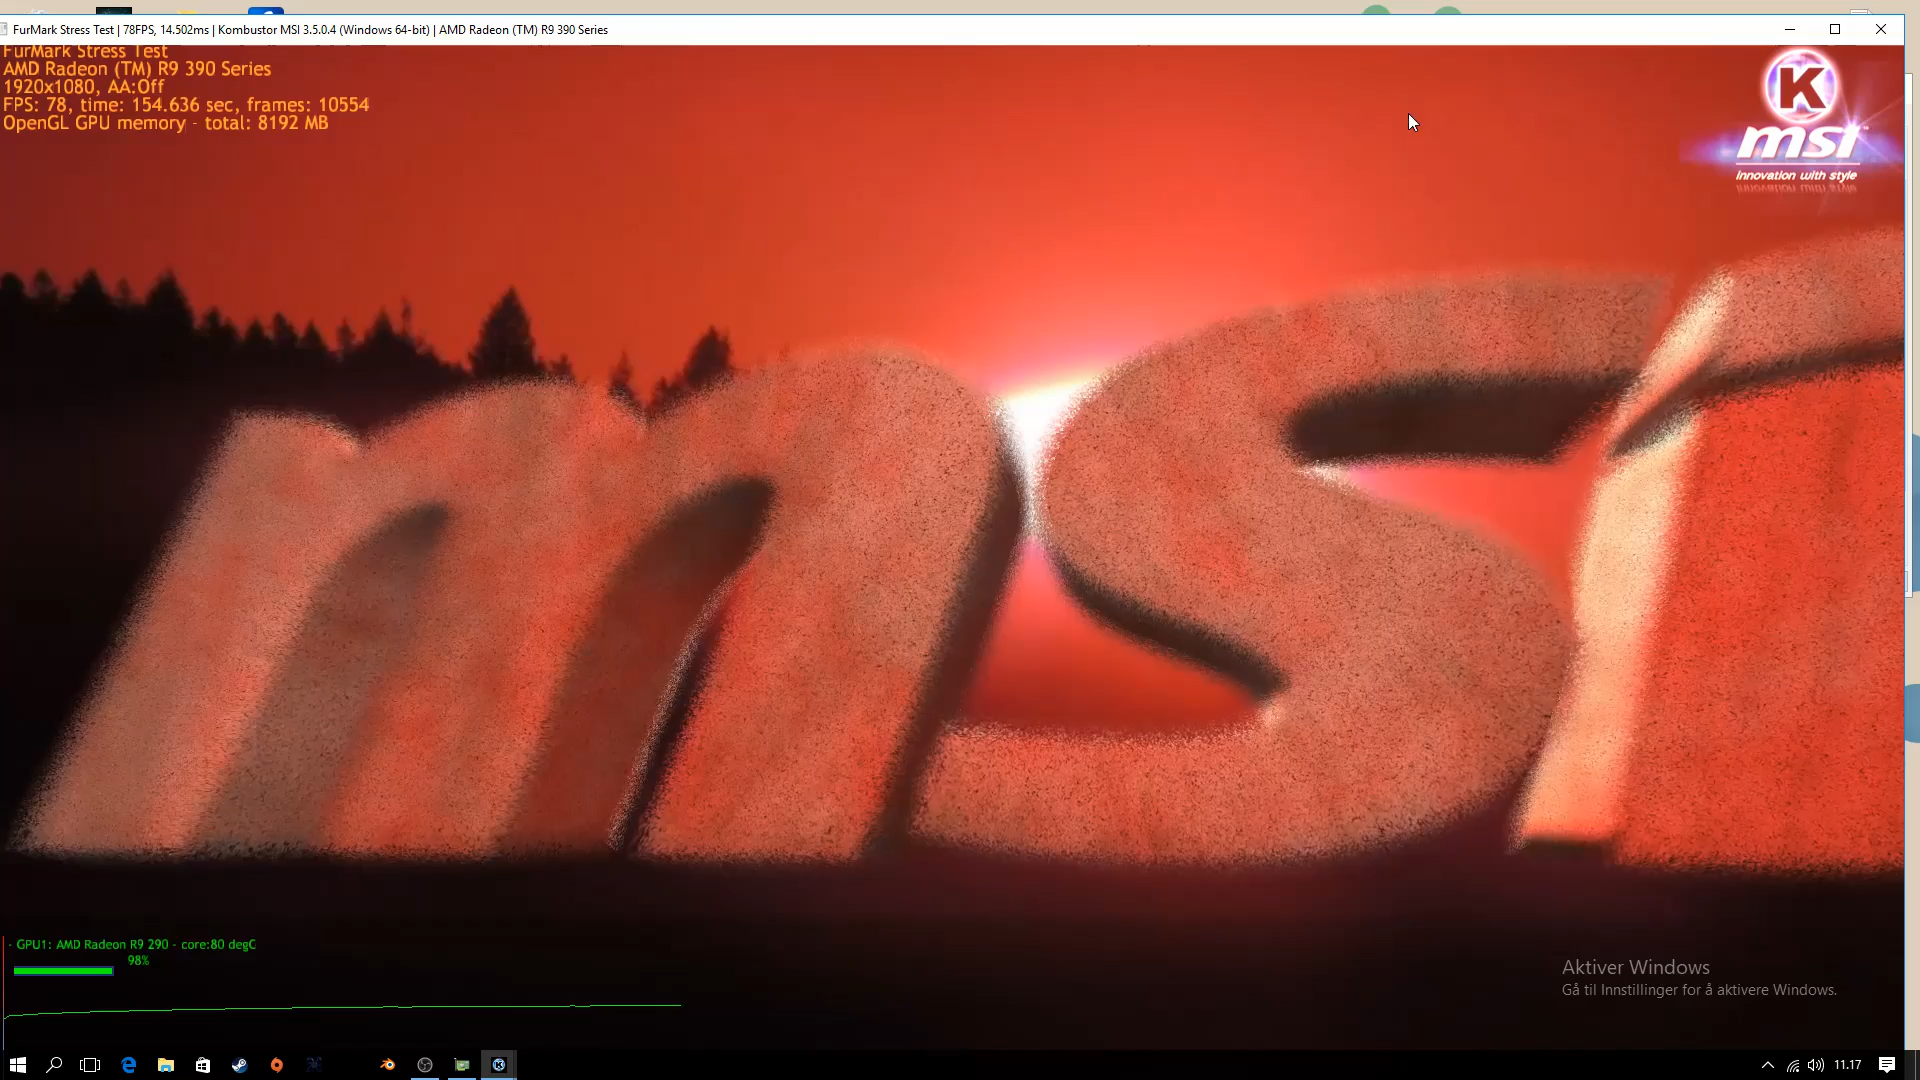 FurMark Stress Test | 78FPS, 14.502ms | Kombustor MSI 3.5.0.4 (Windows 64-bit) | AMD Radeon (TM) R9 390 Series
FurMark Stress Test
AMD Radeon (TM) R9 390 Series
1920x1080, AA:Off
FPS: 78, time: 154.636 sec, frames: 10554
OpenGL GPU memory - total: 8192 MB
K
msi™
innovation with style
msi
- GPU1: AMD Radeon R9 290 - core:80 degC
98%
Aktiver Windows
Gå til Innstillinger for å aktivere Windows.
11.17